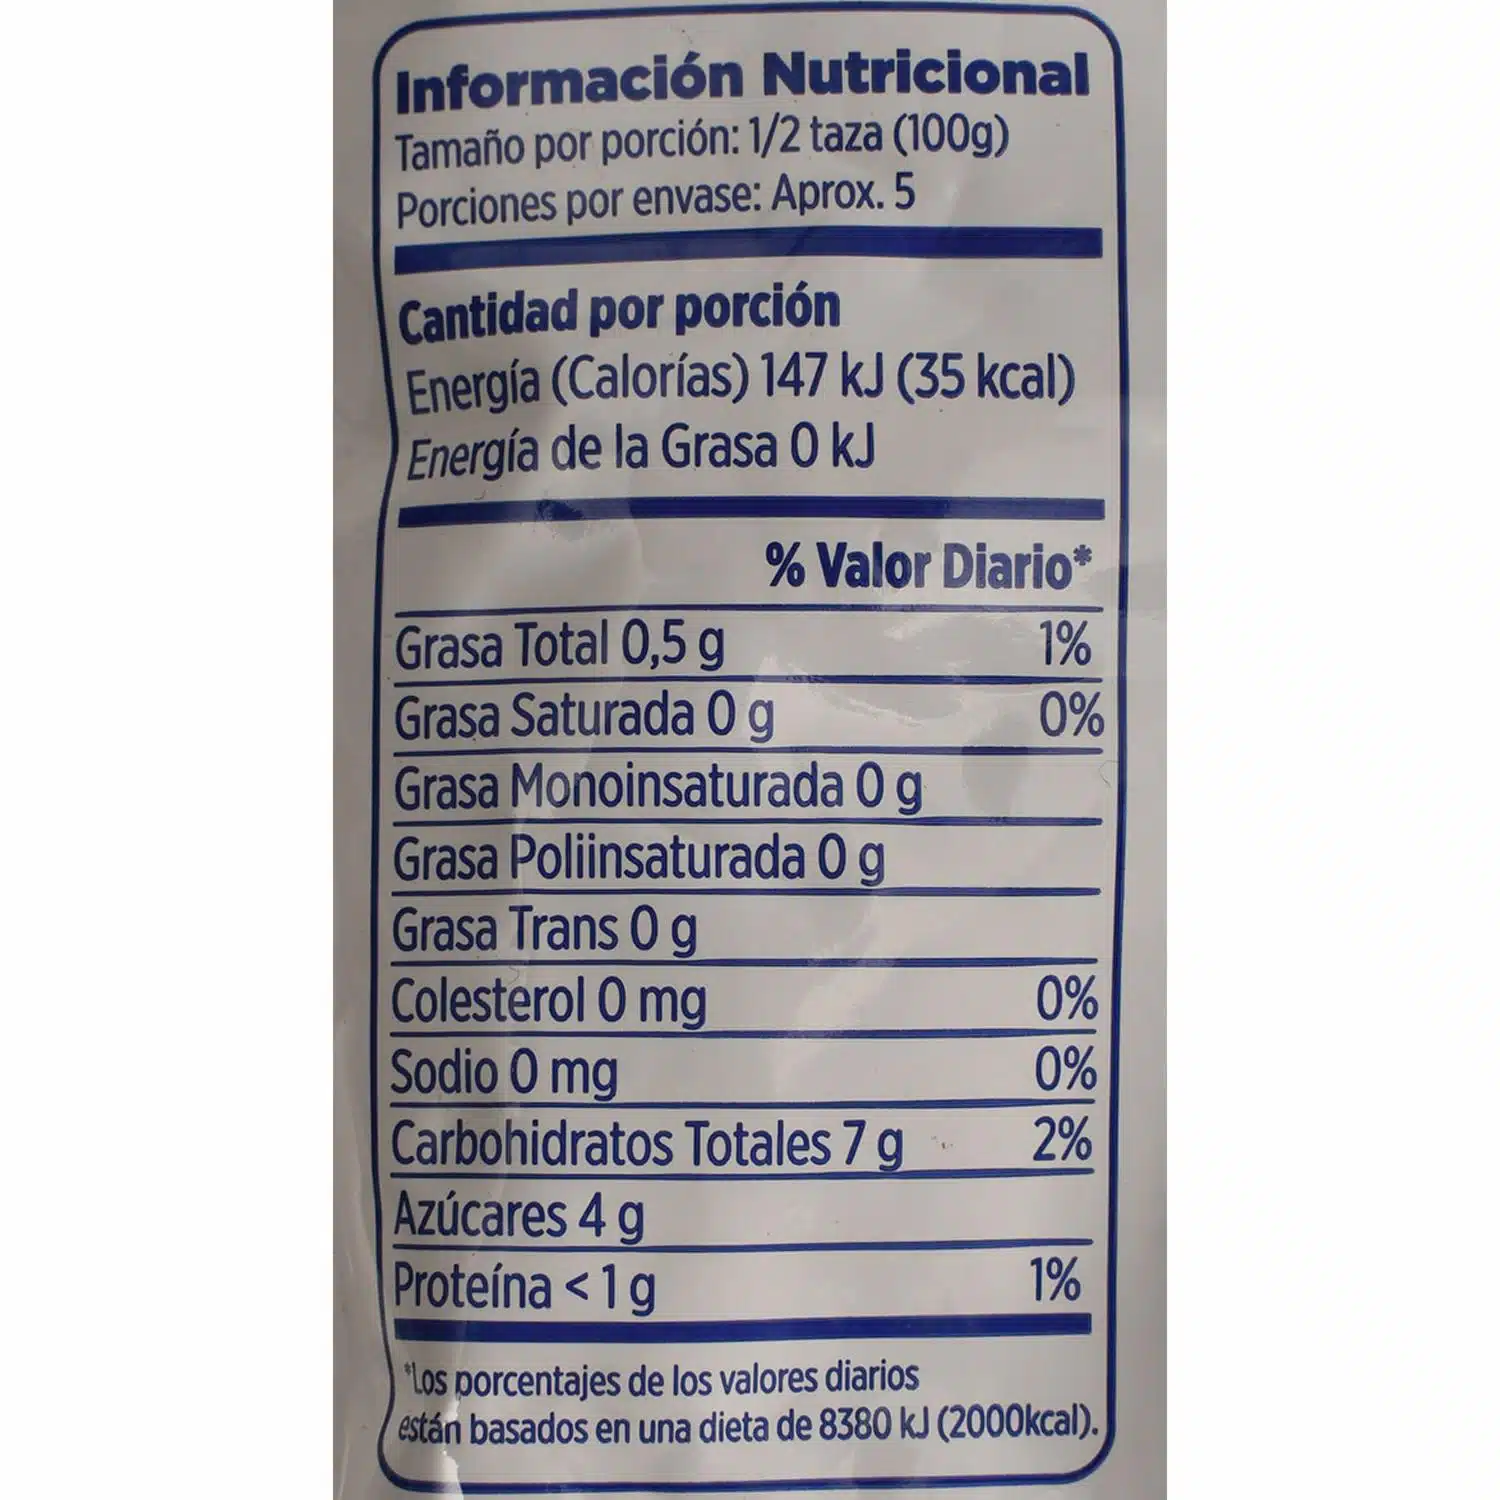 Información Nutricional
Tamaño por porción: 1/2 taza (100g)
Porciones por envase: Aprox. 5
Cantidad por porción
Energía (Calorías) 147 kJ (35 kcal)
Energía de la Grasa 0 kJ
% Valor Diario*
Grasa Total 0,5 g 1%
Grasa Saturada 0 g 0%
Grasa Monoinsaturada 0 g
Grasa Poliinsaturada 0 g
Grasa Trans 0 g
Colesterol 0 mg 0%
Sodio 0 mg 0%
Carbohidratos Totales 7 g 2%
Azúcares 4 g
Proteína < 1 g 1%
*Los porcentajes de los valores diarios
están basados en una dieta de 8380 kJ (2000kcal).